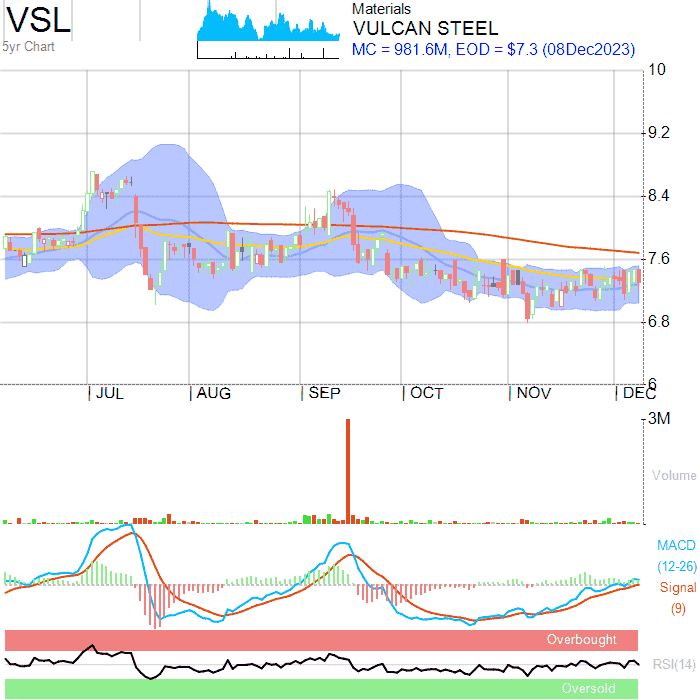 VSL
5yr Chart
Materials
VULCAN STEEL
MC = 981.6M, EOD = $7.3 (08Dec2023)
10
9.2
8.4
7.6
6.8
6
JUL AUG SEP OCT NOV DEC
3M
Volume
MACD
(12-26)
Signal
(9)
Overbought
RSI(14)
Oversold